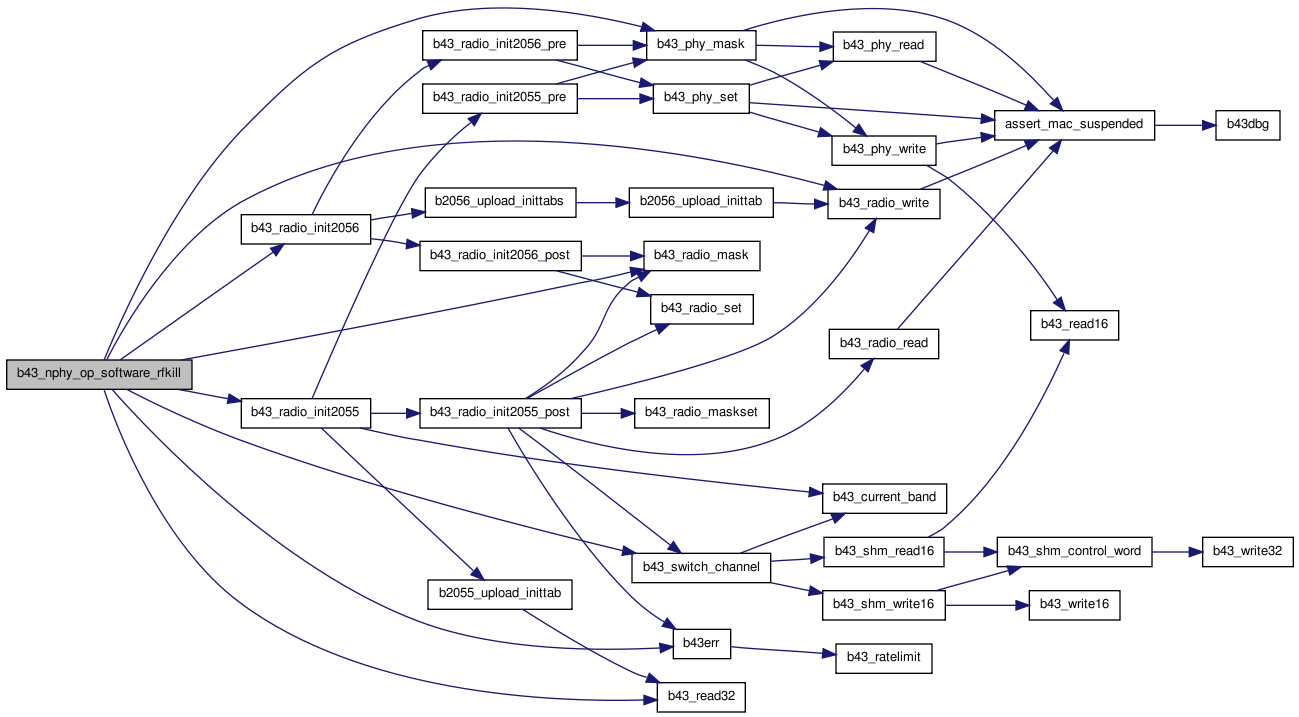 b43_nphy_op_software_rfkill
b43_radio_init2056
b43_radio_init2055
b43_radio_init2056_pre
b43_radio_init2055_pre
b2056_upload_inittabs
b43_radio_init2056_post
b43_radio_init2055_post
b2055_upload_inittab
b43_phy_mask
b43_phy_set
b2056_upload_inittab
b43_radio_mask
b43_radio_set
b43_radio_maskset
b43_switch_channel
b43err
b43_read32
b43_phy_read
b43_phy_write
b43_radio_write
b43_radio_read
b43_current_band
b43_shm_read16
b43_shm_write16
b43_ratelimit
assert_mac_suspended
b43_read16
b43_shm_control_word
b43_write16
b43dbg
b43_write32